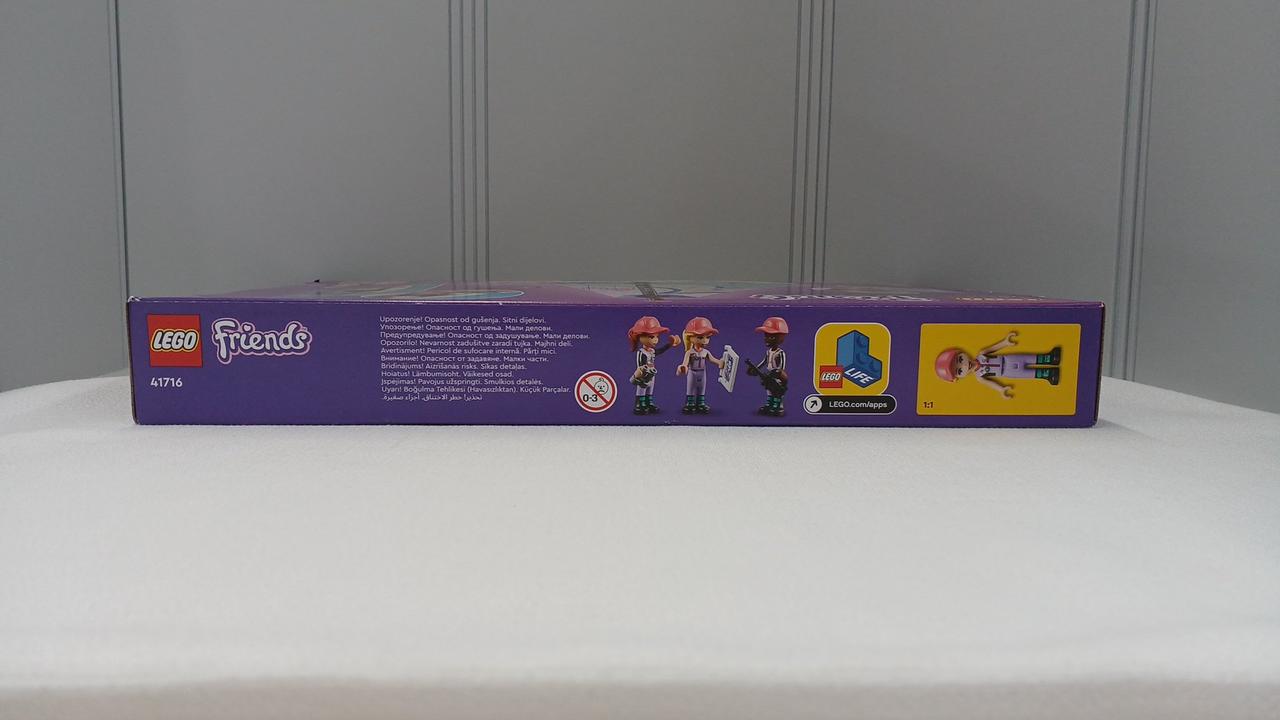 LEGO
Friends
41716
Upozorenje! Opasnost od gušenja. Sitni dijelovi.
Упозорење! Опасност од гушења. Мали делови.
Предупредување! Опасност од задушување. Мали делови.
Opozorilo! Nevarnost zadušitve zaradi tujka. Majhni deli.
Avertisment! Pericol de sufocare internă. Părți mici.
Внимание! Опасност от задавяне. Малки части.
Brīdinājums! Aizrīšanās risks. Sīkas detaļas.
Hoiatus! Lämbumisoht. Väikesed osad.
Įspėjimas! Pavojus užspringti. Smulkios detalės.
Uyarı! Boğulma Tehlikesi (Havasızlıktan). Küçük Parçalar.
تحذير! خطر الاختناق. أجزاء صغيرة.
0-3
LEGO
LIFE
LEGO.com/apps
1:1